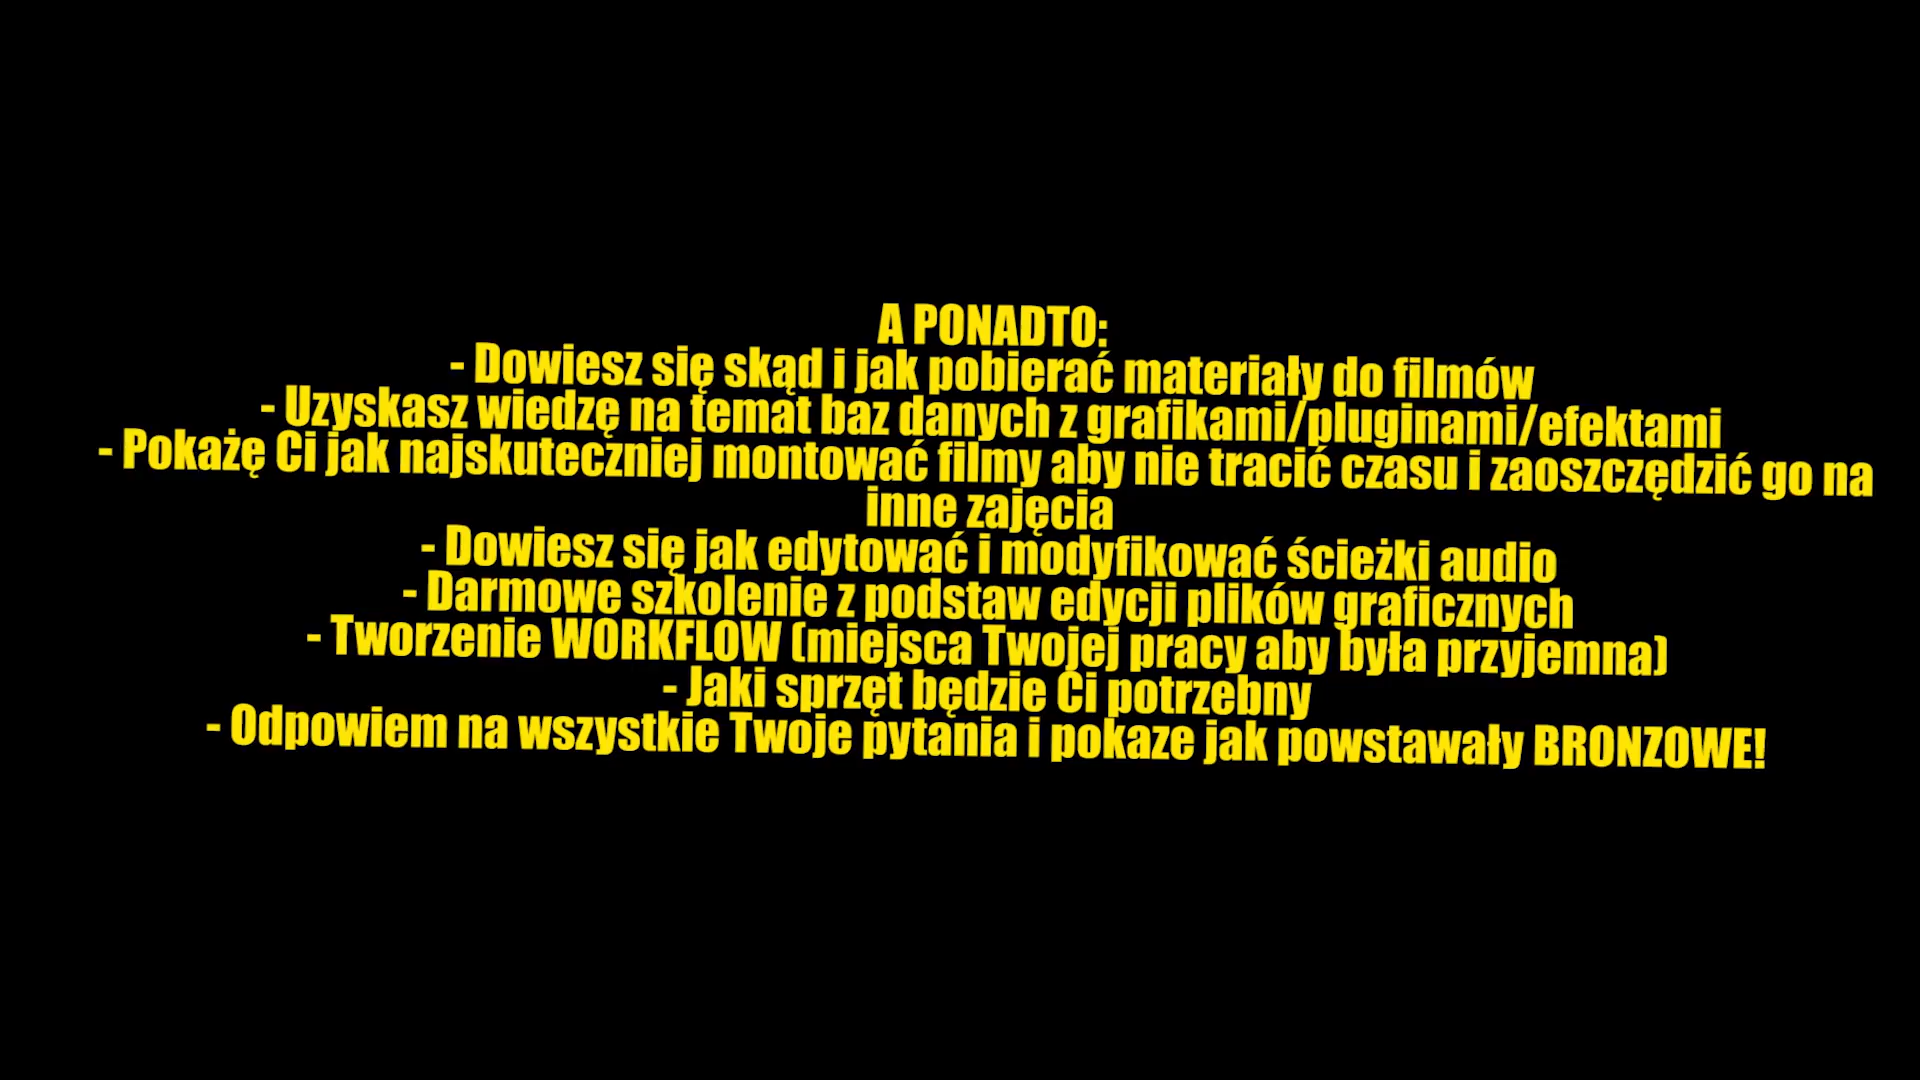 A PONADTO:
- Dowiesz się skąd i jak pobierać materiały do filmów
- Uzyskasz wiedzę na temat baz danych z grafikami/pluginami/efektami
- Pokażę Ci jak najskuteczniej montować filmy aby nie tracić czasu i zaoszczędzić go na
inne zajęcia
- Dowiesz się jak edytować i modyfikować ścieżki audio
- Darmowe szkolenie z podstaw edycji plików graficznych
- Tworzenie WORKFLOW (miejsca Twojej pracy aby była przyjemna)
- Jaki sprzęt będzie Ci potrzebny
- Odpowiem na wszystkie Twoje pytania i pokaze jak powstawały BRONZOWE!